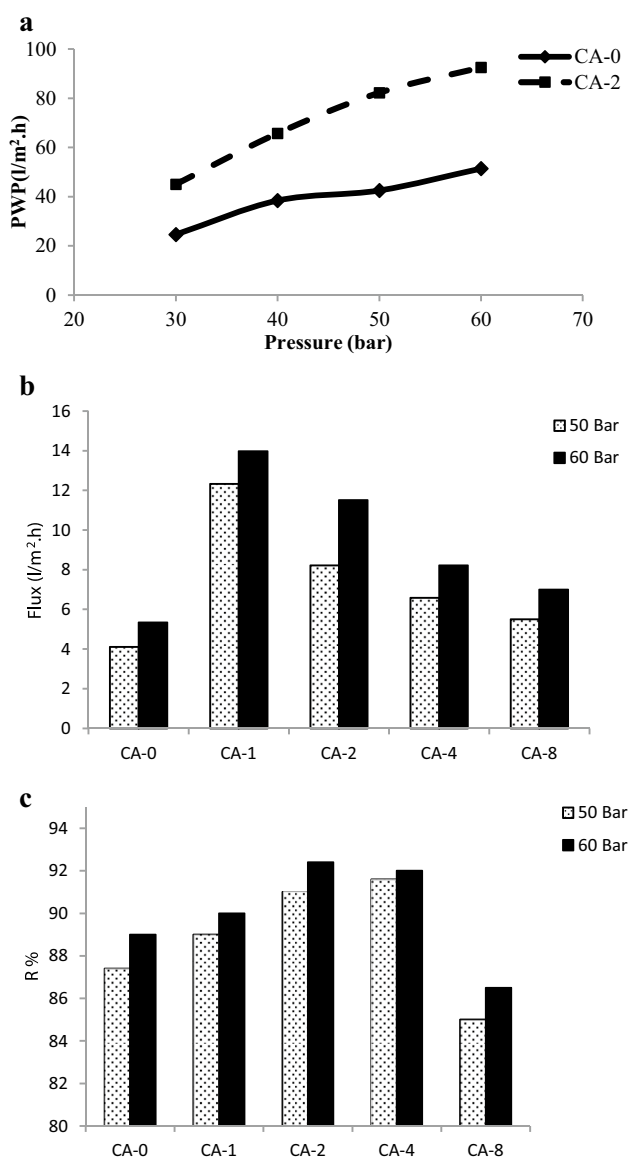 a
100
80
60
40
20
0
PWP(l/m².h)
20 30 40 50 60 70
Pressure (bar)
CA-0
CA-2
b
16
14
12
10
8
6
4
2
0
Flux (l/m².h)
50 Bar
60 Bar
CA-0 CA-1 CA-2 CA-4 CA-8
c
94
92
90
88
86
84
82
80
R %
50 Bar
60 Bar
CA-0 CA-1 CA-2 CA-4 CA-8